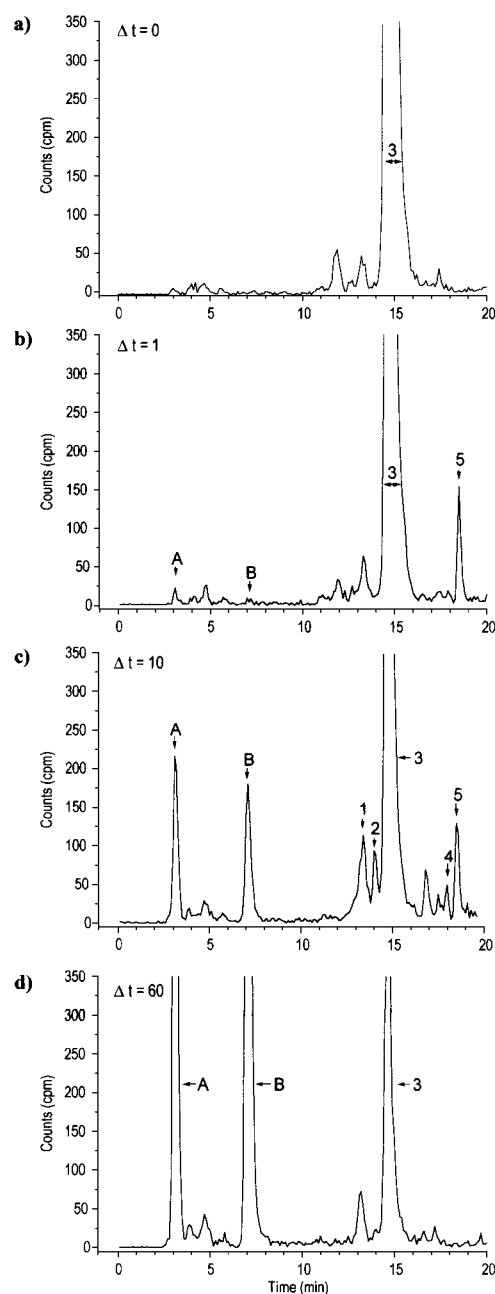 a)
Δ t = 0
350
300
250
200
150
100
50
0
Counts (cpm)
3
0 5 10 15 20
b)
Δ t = 1
350
300
250
200
150
100
50
0
Counts (cpm)
A
B
3
5
0 5 10 15 20
c)
Δ t = 10
350
300
250
200
150
100
50
0
Counts (cpm)
A
B
1
2
3
4
5
0 5 10 15 20
d)
Δ t = 60
350
300
250
200
150
100
50
0
Counts (cpm)
A
B
3
0 5 10 15 20
Time (min)